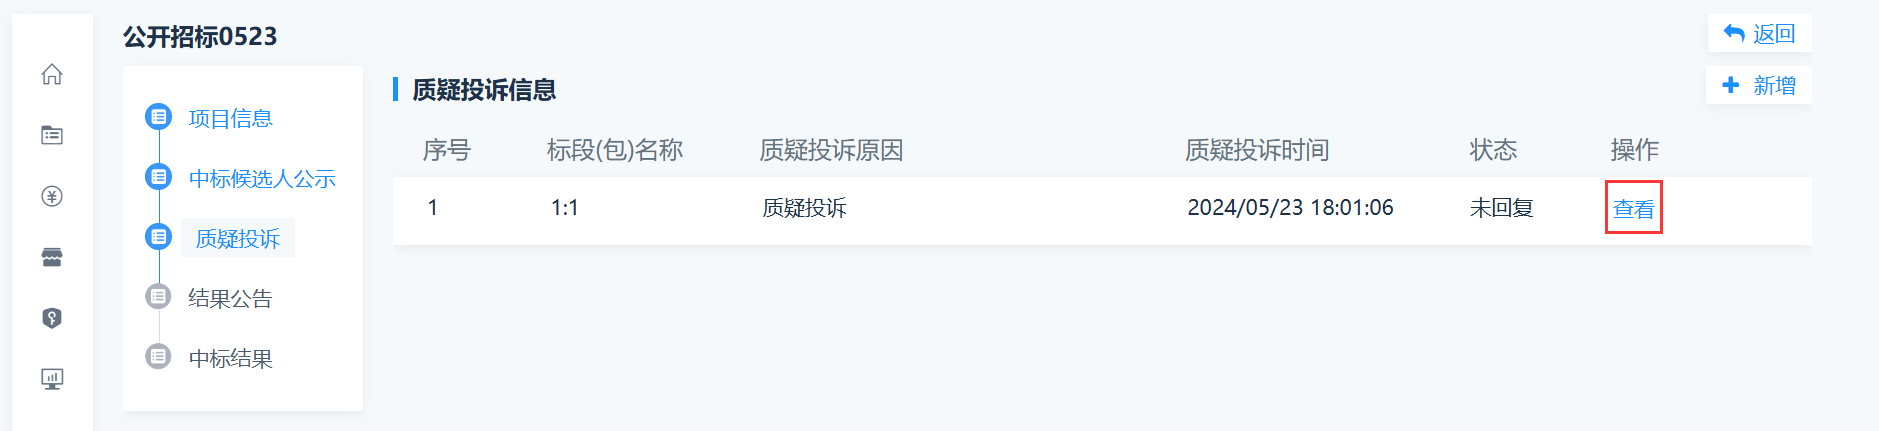 公开招标0523
返回
项目信息
中标候选人公示
质疑投诉
结果公告
中标结果
质疑投诉信息
新增
序号 标段(包)名称 质疑投诉原因 质疑投诉时间 状态 操作
1 1:1 质疑投诉 2024/05/23 18:01:06 未回复 查看